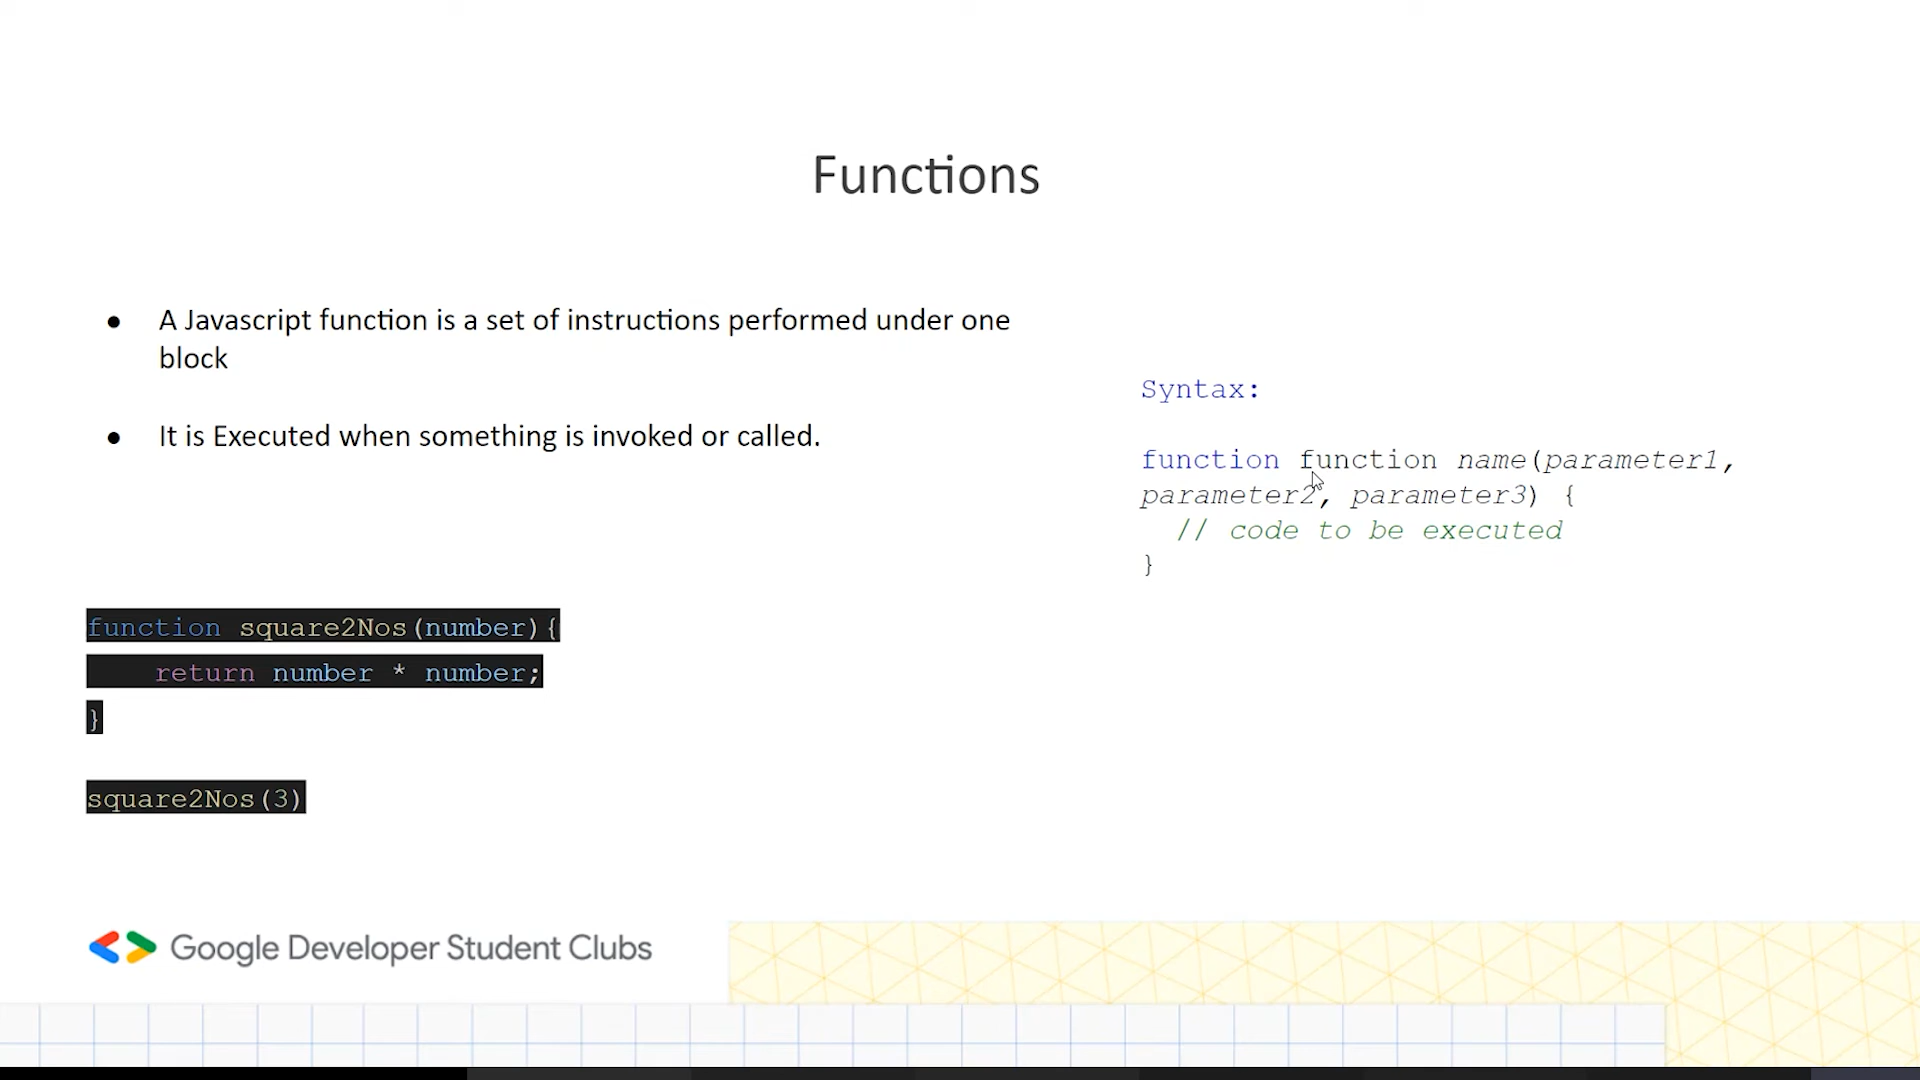 Functions
● A Javascript function is a set of instructions performed under one
block
● It is Executed when something is invoked or called.
Syntax:
function function name(parameter1,
parameter2, parameter3) {
// code to be executed
}
function square2Nos(number){
return number * number;
}
square2Nos(3)
Google Developer Student Clubs